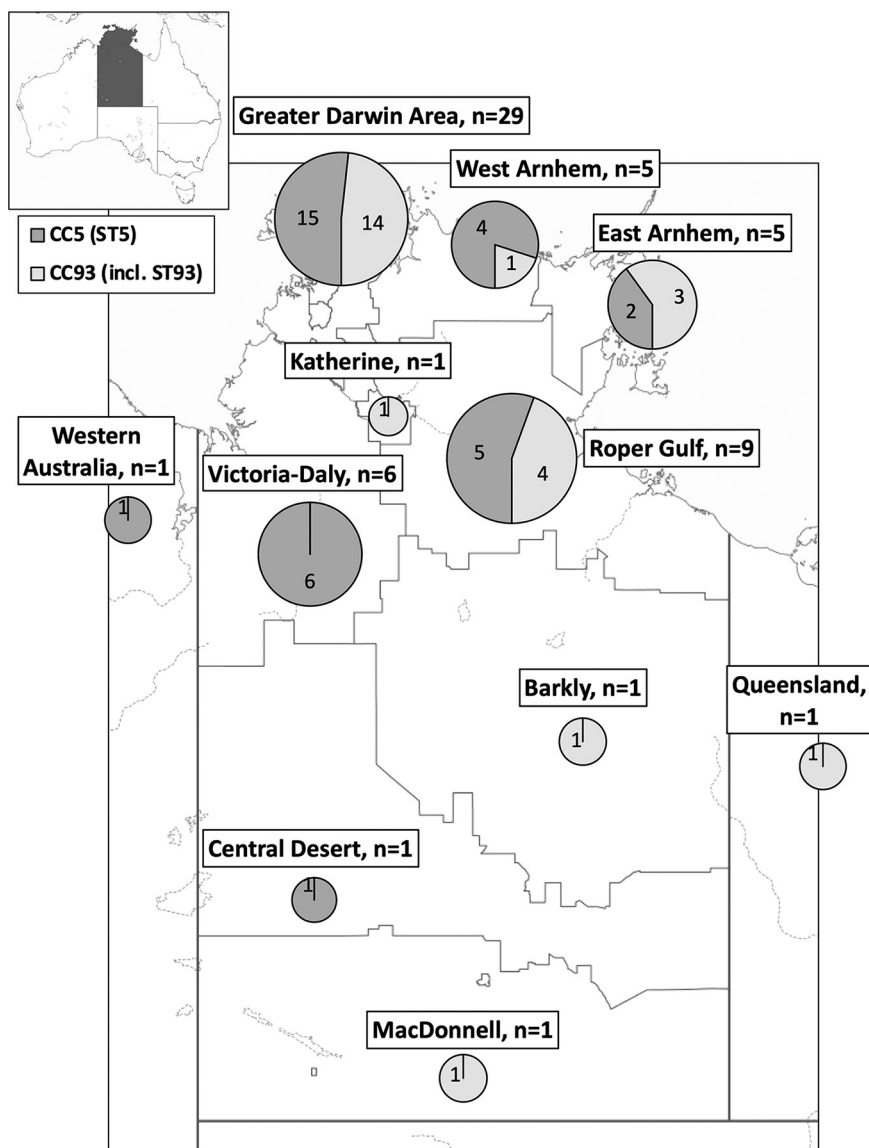 Greater Darwin Area, n=29
West Arnhem, n=5
15
14
4
1
CC5 (ST5)
CC93 (incl. ST93)
East Arnhem, n=5
2
3
Katherine, n=1
1
Western
Australia, n=1
1
Victoria-Daly, n=6
6
5
4
Roper Gulf, n=9
Barkly, n=1
1
Queensland,
n=1
1
Central Desert, n=1
1
MacDonnell, n=1
1